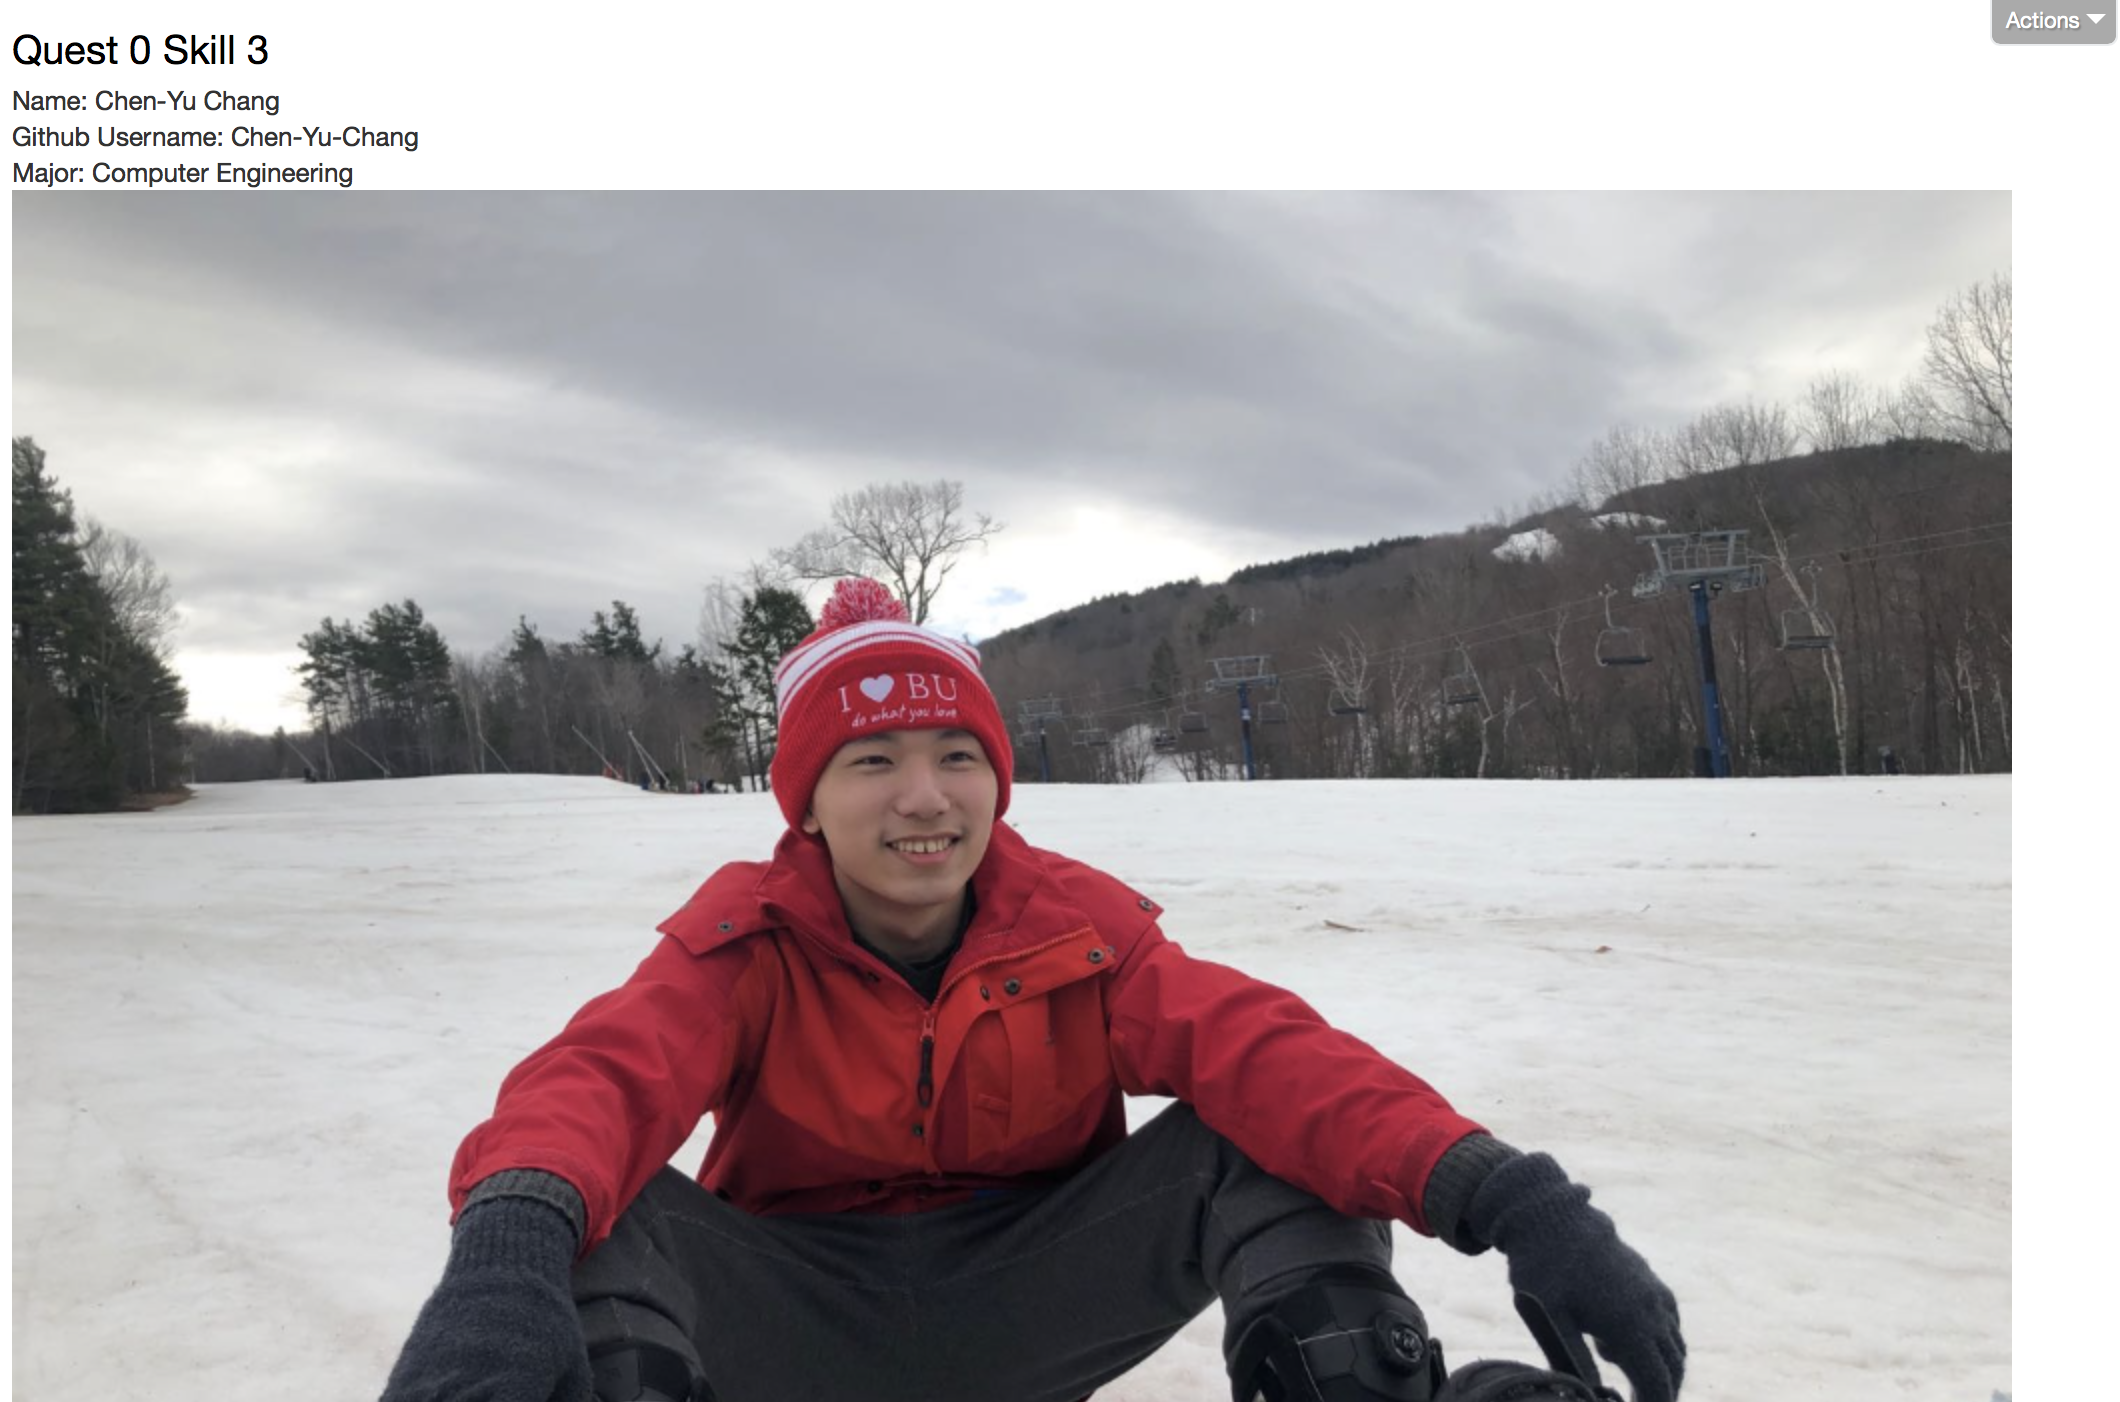 Actions
Quest 0 Skill 3
Name: Chen-Yu Chang
Github Username: Chen-Yu-Chang
Major: Computer Engineering
I ♥ BU
do what you love